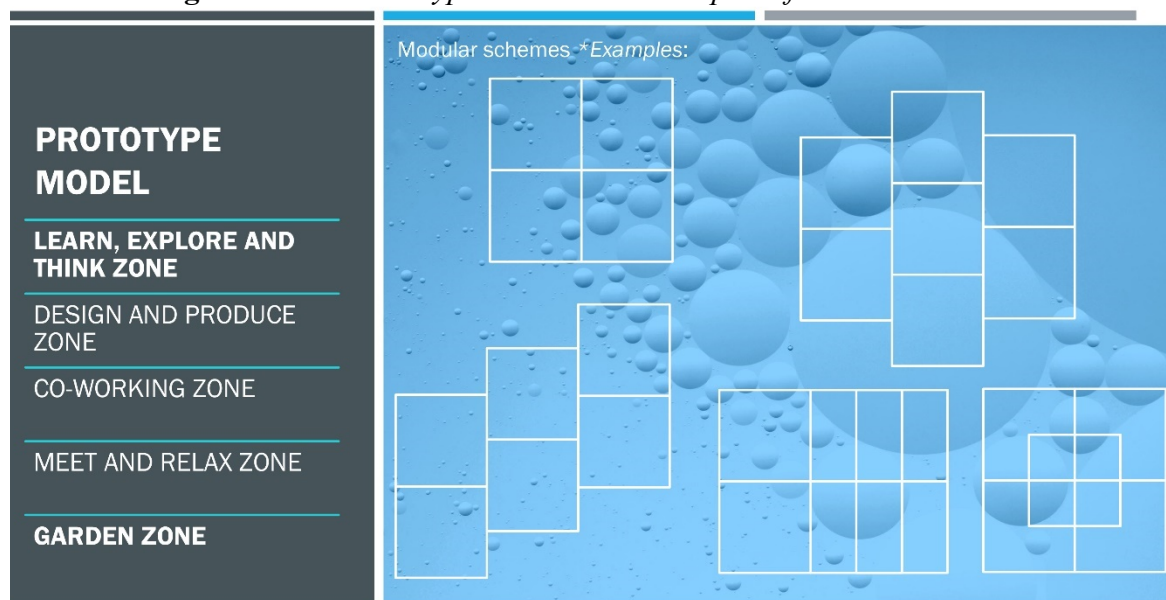 Modular schemes *Examples:
PROTOTYPE
MODEL
LEARN, EXPLORE AND
THINK ZONE
DESIGN AND PRODUCE
ZONE
CO-WORKING ZONE
MEET AND RELAX ZONE
GARDEN ZONE